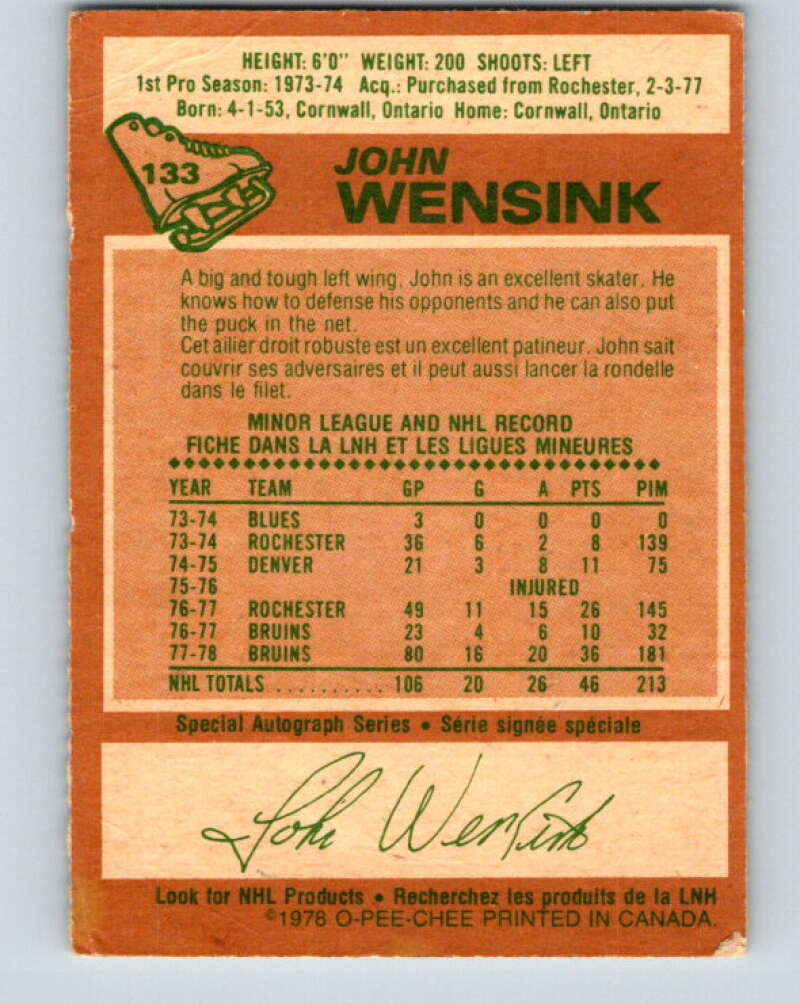 HEIGHT: 6'0" WEIGHT: 200 SHOOTS: LEFT
1st Pro Season: 1973-74 Acq.: Purchased from Rochester, 2-3-77
Born: 4-1-53, Cornwall, Ontario Home: Cornwall, Ontario
133
JOHN
WENSINK
A big and tough left wing, John is an excellent skater. He
knows how to defense his opponents and he can also put
the puck in the net.
Cet ailier droit robuste est un excellent patineur. John sait
couvrir ses adversaires et il peut aussi lancer la rondelle
dans le filet.
MINOR LEAGUE AND NHL RECORD
FICHE DANS LA LNH ET LES LIGUES MINEURES
YEAR TEAM GP G A PTS PIM
73-74 BLUES 3 0 0 0 0
73-74 ROCHESTER 36 6 2 8 139
74-75 DENVER 21 3 8 11 75
75-76 INJURED
76-77 ROCHESTER 49 11 15 26 145
76-77 BRUINS 23 4 6 10 32
77-78 BRUINS 80 16 20 36 181
NHL TOTALS .......... 106 20 26 46 213
Special Autograph Series • Série signée spéciale
John Wensink
Look for NHL Products • Recherchez les produits de la LNH
©1978 O-PEE-CHEE PRINTED IN CANADA.